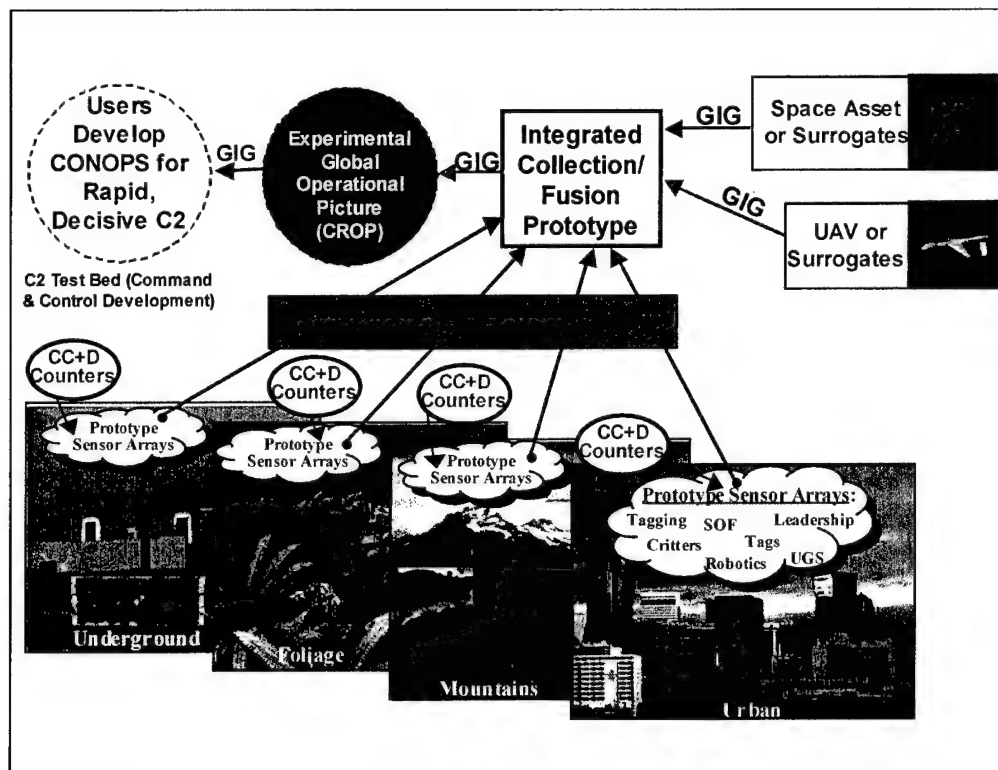 Users
Develop
CONOPS for
Rapid,
Decisive C2
GIG
Experimental
Global
Operational
Picture
(CROP)
GIG
Integrated
Collection/
Fusion
Prototype
GIG
Space Asset
or Surrogates
GIG
UAV or
Surrogates
C2 Test Bed (Command
& Control Development)
CC+D
Counters
CC+D
Counters
CC+D
Counters
CC+D
Counters
Prototype
Sensor Arrays
Prototype
Sensor Arrays
Prototype
Sensor Arrays
Prototype Sensor Arrays:
Tagging SOF Leadership
Critters Tags
Robotics UGS
Underground
Foliage
Mountains
Urban